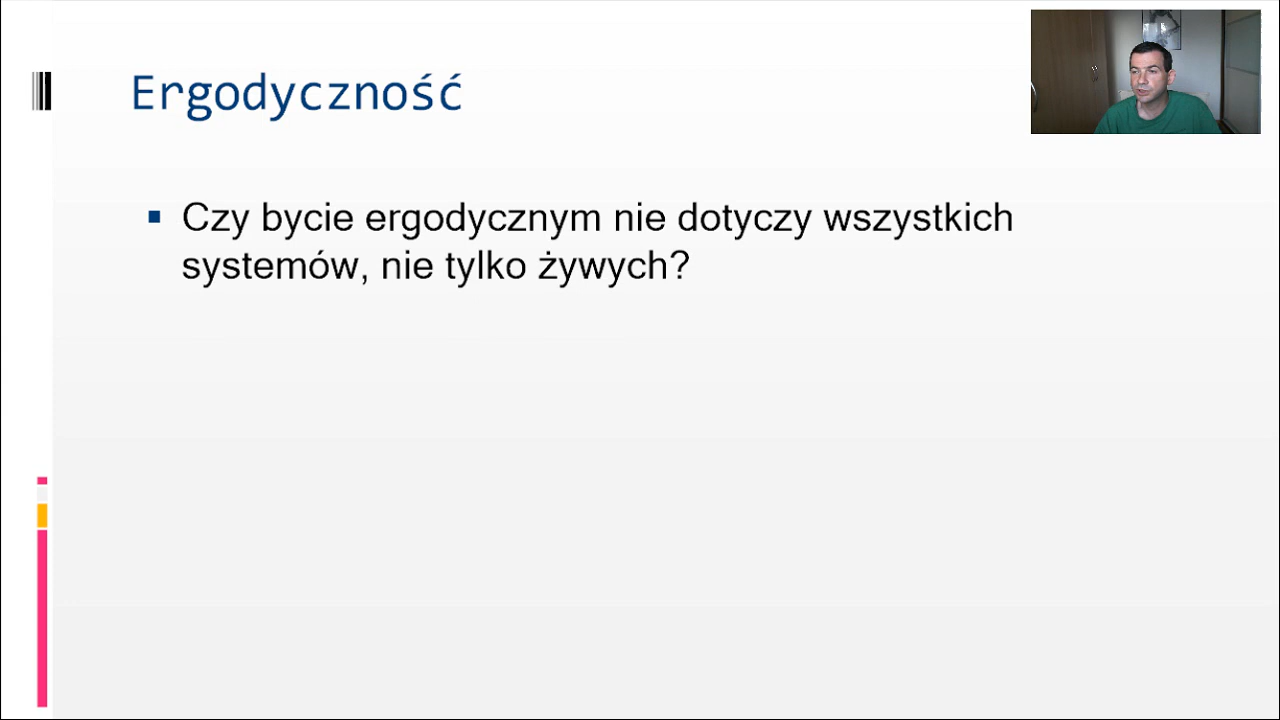 Ergodyczność
Czy bycie ergodycznym nie dotyczy wszystkich
systemów, nie tylko żywych?